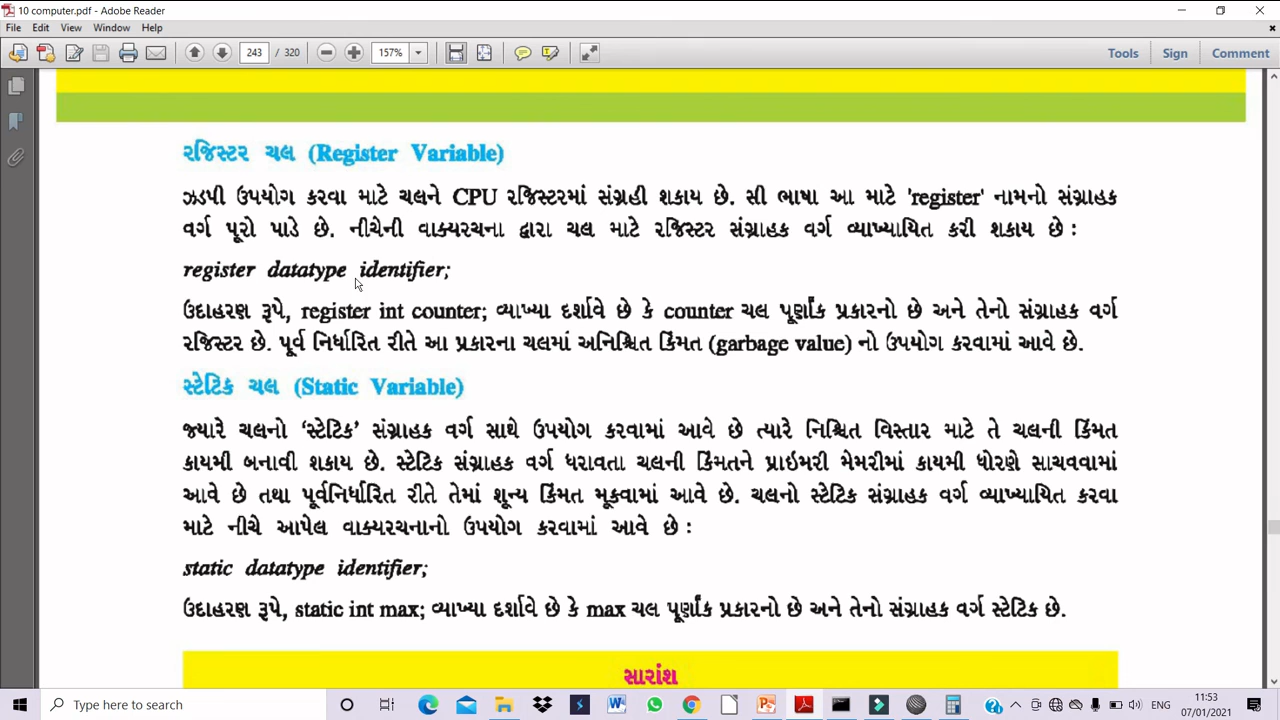 10 computer.pdf - Adobe Reader
File Edit View Window Help
243 / 320 157% Tools Sign Comment
રજિસ્ટર ચલ (Register Variable)
ઝડપી ઉપયોગ કરવા માટે ચલને CPU રજિસ્ટરમાં સંગ્રહી શકાય છે. સી ભાષા આ માટે 'register' નામનો સંગ્રાહક
વર્ગ પૂરો પાડે છે. નીચેની વાક્યરચના દ્વારા ચલ માટે રજિસ્ટર સંગ્રાહક વર્ગ વ્યાખ્યાયિત કરી શકાય છે :
register datatype identifier;
ઉદાહરણ રૂપે, register int counter; વ્યાખ્યા દર્શાવે છે કે counter ચલ પૂર્ણાંક પ્રકારનો છે અને તેનો સંગ્રાહક વર્ગ
રજિસ્ટર છે. પૂર્વ નિર્ધારિત રીતે આ પ્રકારના ચલમાં અનિશ્ચિત કિંમત (garbage value) નો ઉપયોગ કરવામાં આવે છે.
સ્ટેટિક ચલ (Static Variable)
જ્યારે ચલનો ‘સ્ટેટિક’ સંગ્રાહક વર્ગ સાથે ઉપયોગ કરવામાં આવે છે ત્યારે નિશ્ચિત વિસ્તાર માટે તે ચલની કિંમત
કાયમી બનાવી શકાય છે. સ્ટેટિક સંગ્રાહક વર્ગ ધરાવતા ચલની કિંમતને પ્રાઇમરી મેમરીમાં કાયમી ધોરણે સાચવવામાં
આવે છે તથા પૂર્વનિર્ધારિત રીતે તેમાં શૂન્ય કિંમત મૂકવામાં આવે છે. ચલનો સ્ટેટિક સંગ્રાહક વર્ગ વ્યાખ્યાયિત કરવા
માટે નીચે આપેલ વાક્યરચનાનો ઉપયોગ કરવામાં આવે છે :
static datatype identifier;
ઉદાહરણ રૂપે, static int max; વ્યાખ્યા દર્શાવે છે કે max ચલ પૂર્ણાંક પ્રકારનો છે અને તેનો સંગ્રાહક વર્ગ સ્ટેટિક છે.
સારાંશ
Type here to search ENG 11:53
07/01/2021